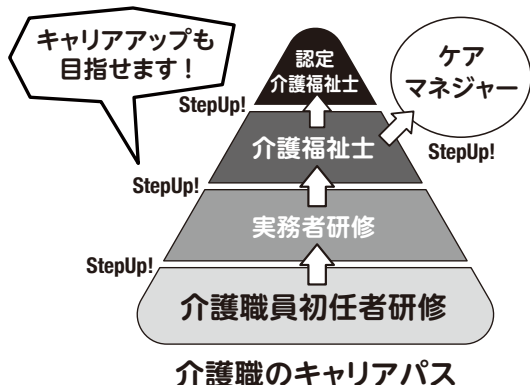 キャリアアップも
目指せます！
認定
介護福祉士
ケア
マネジャー
StepUp!
介護福祉士
StepUp!
StepUp!
実務者研修
StepUp!
介護職員初任者研修
介護職のキャリアパス